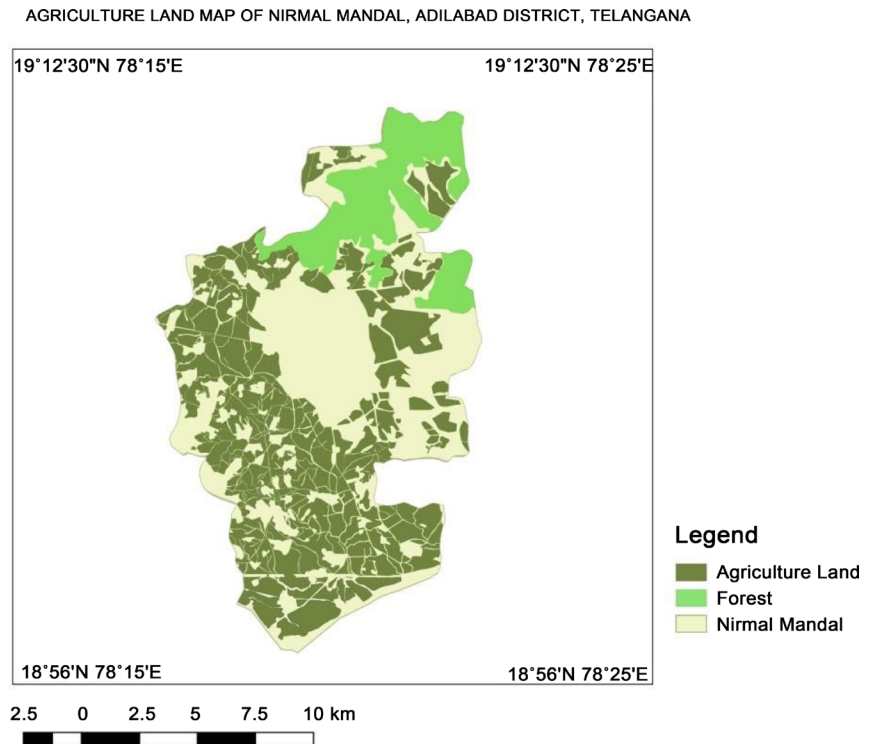 AGRICULTURE LAND MAP OF NIRMAL MANDAL, ADILABAD DISTRICT, TELANGANA
19°12'30"N 78°15'E 19°12'30"N 78°25'E
Legend
Agriculture Land
Forest
Nirmal Mandal
18°56'N 78°15'E 18°56'N 78°25'E
2.5 0 2.5 5 7.5 10 km